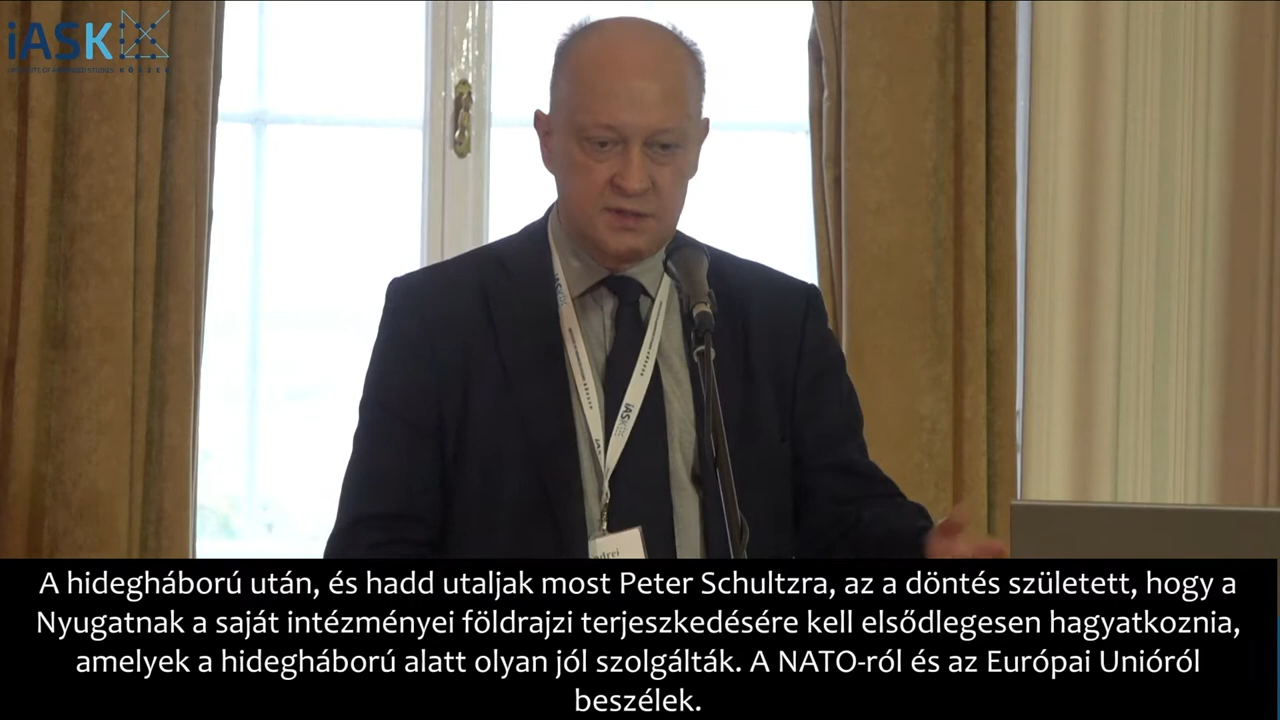 iASK
A hidegháború után, és hadd utaljak most Peter Schultzra, az a döntés született, hogy a
Nyugatnak a saját intézményei földrajzi terjeszkedésére kell elsődlegesen hagyatkoznia,
amelyek a hidegháború alatt olyan jól szolgálták. A NATO-ról és az Európai Unióról
beszélek.